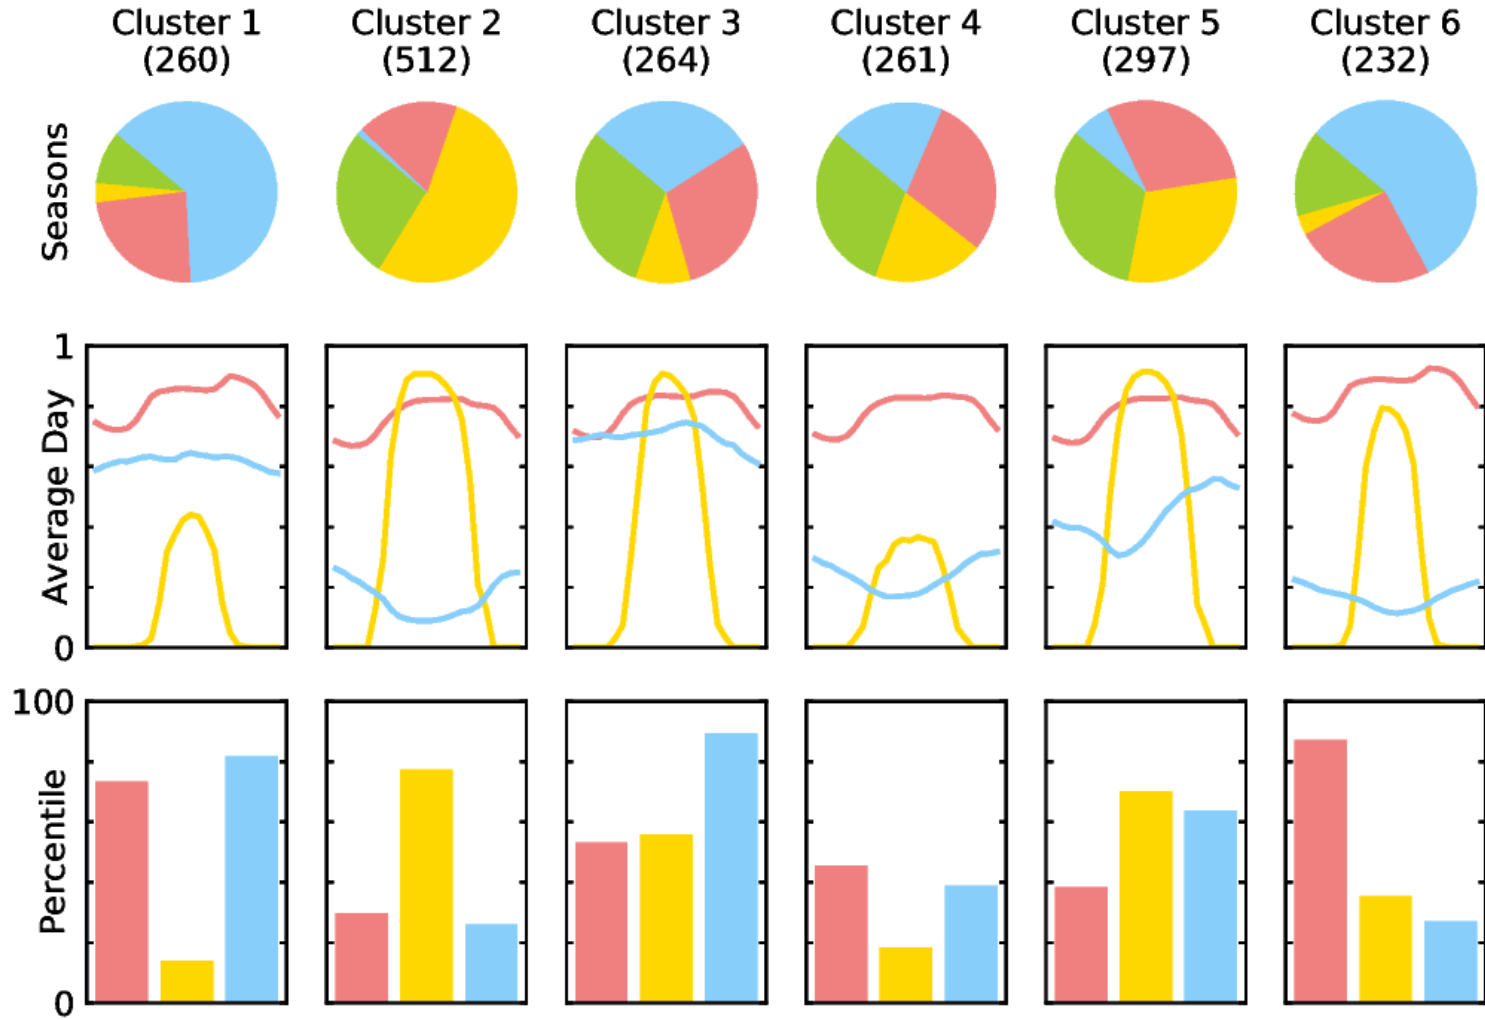 Cluster 1
(260)
Cluster 2
(512)
Cluster 3
(264)
Cluster 4
(261)
Cluster 5
(297)
Cluster 6
(232)
Seasons
1
Average Day
0
100
Percentile
0